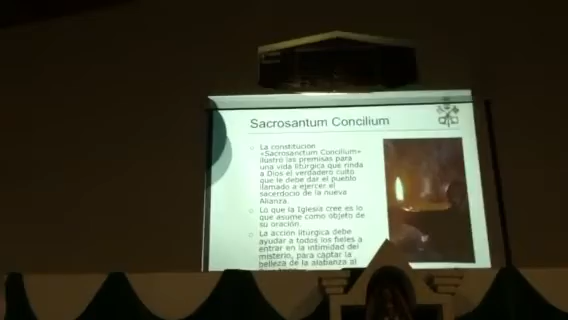 Sacrosantum Concilium
La constitución
«Sacrosanctum Concilium»
ilustró las premisas para
una vida litúrgica que rinda
a Dios el verdadero culto
que le debe dar el pueblo
llamado a ejercer el
sacerdocio de la nueva
Alianza.
Lo que la Iglesia cree es lo
que asume como objeto de
su oración.
La acción litúrgica debe
ayudar a todos los fieles a
entrar en la intimidad del
misterio, para captar la
belleza de la alabanza al